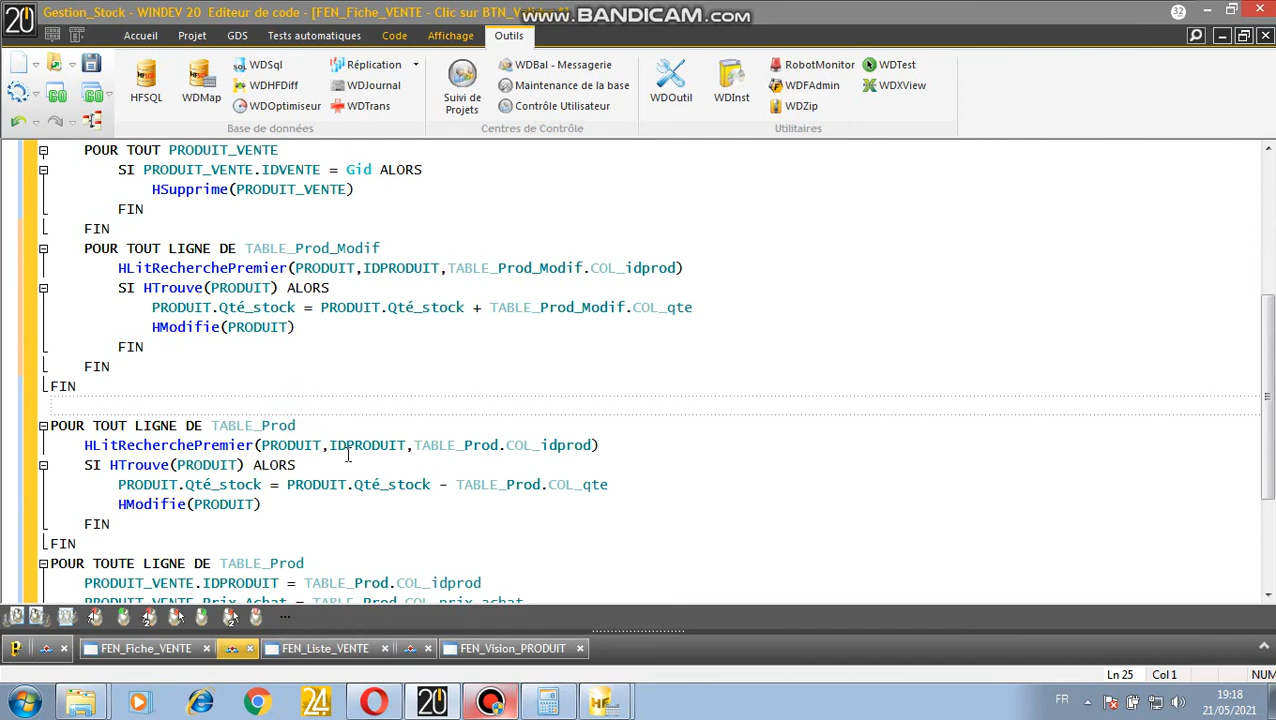 Gestion_Stock - WINDEV 20 Editeur de code - [FEN_Fiche_VENTE - Clic sur BTN_
www.BANDICAM.com
32
20
Accueil Projet GDS Tests automatiques Code Affichage Outils
HFSQL
WDMap
WDSql
WDHFDiff
WDOptimiseur
Réplication
WDJournal
WDTrans
Base de données
Suivi de
Projets
WDBal - Messagerie
Maintenance de la base
Contrôle Utilisateur
Centres de Contrôle
WDOutil
WDInst
RobotMonitor
WDFAdmin
WDZip
WDTest
WDXView
Utilitaires
POUR TOUT PRODUIT_VENTE
SI PRODUIT_VENTE.IDVENTE = Gid ALORS
HSupprime(PRODUIT_VENTE)
FIN
FIN
POUR TOUT LIGNE DE TABLE_Prod_Modif
HLitRecherchePremier(PRODUIT,IDPRODUIT,TABLE_Prod_Modif.COL_idprod)
SI HTrouve(PRODUIT) ALORS
PRODUIT.Qté_stock = PRODUIT.Qté_stock + TABLE_Prod_Modif.COL_qte
HModifie(PRODUIT)
FIN
FIN
FIN
POUR TOUT LIGNE DE TABLE_Prod
HLitRecherchePremier(PRODUIT,IDPRODUIT,TABLE_Prod.COL_idprod)
SI HTrouve(PRODUIT) ALORS
PRODUIT.Qté_stock = PRODUIT.Qté_stock - TABLE_Prod.COL_qte
HModifie(PRODUIT)
FIN
FIN
POUR TOUTE LIGNE DE TABLE_Prod
PRODUIT_VENTE.IDPRODUIT = TABLE_Prod.COL_idprod
PRODUIT_VENTE.Prix_Achat = TABLE_Prod.COL_prix_achat
...
FEN_Fiche_VENTE FEN_Liste_VENTE FEN_Vision_PRODUIT
Ln 25 Col 1 NUM
FR
19:18
21/05/2021